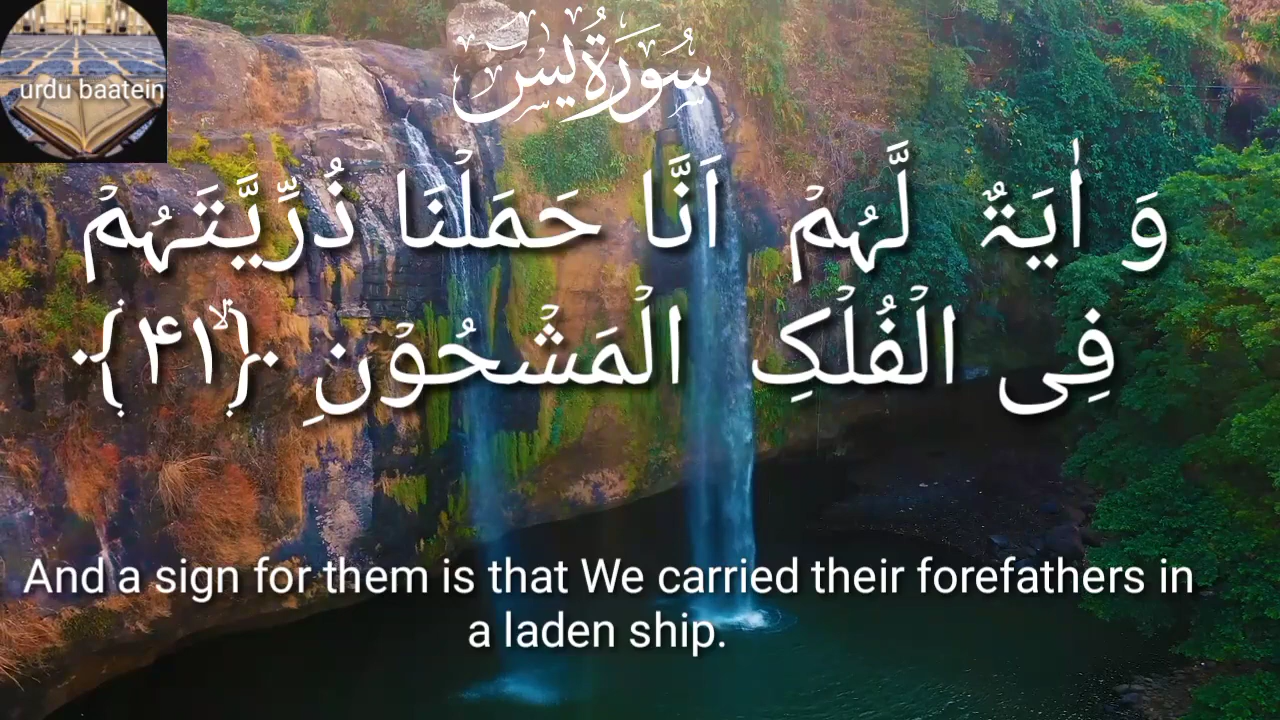 urdu baatein
سُورَةُ يٰسٓ
وَ اٰیَۃٌ لَّہُمْ اَنَّا حَمَلْنَا ذُرِّیَّتَہُمْ
فِی الْفُلْکِ الْمَشْحُوْنِ ﴿ۙ۴۱﴾
And a sign for them is that We carried their forefathers in
a laden ship.